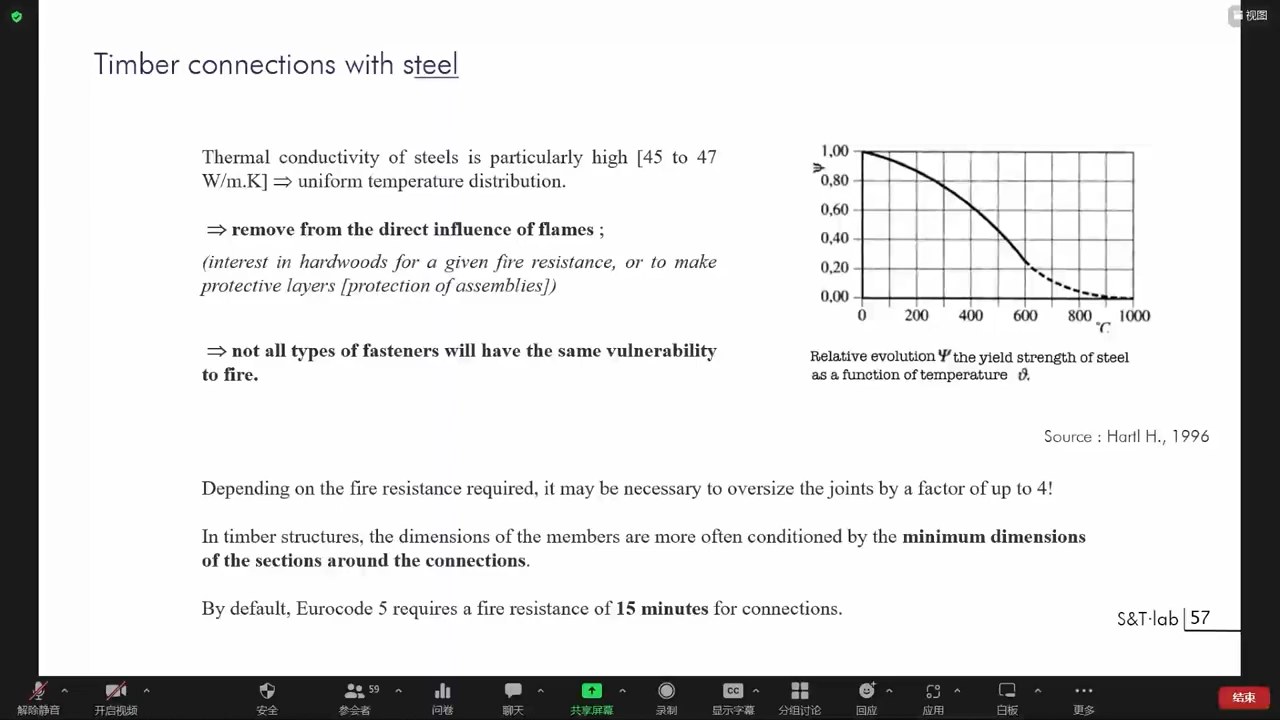 视图
Timber connections with steel
Thermal conductivity of steels is particularly high [45 to 47
W/m.K] ⇒ uniform temperature distribution.
⇒ remove from the direct influence of flames ;
(interest in hardwoods for a given fire resistance, or to make
protective layers [protection of assemblies])
⇒ not all types of fasteners will have the same vulnerability
to fire.
Ψ
1,00
0,80
0,60
0,40
0,20
0,00
0 200 400 600 800 1000
°C
Relative evolution Ψ the yield strength of steel
as a function of temperature ϑ.
Source : Hartl H., 1996
Depending on the fire resistance required, it may be necessary to oversize the joints by a factor of up to 4!
In timber structures, the dimensions of the members are more often conditioned by the minimum dimensions
of the sections around the connections.
By default, Eurocode 5 requires a fire resistance of 15 minutes for connections.
S&T·lab 57
59
CC
解除静音 开启视频 安全 参会者 问卷 聊天 共享屏幕 录制 显示字幕 分组讨论 回应 应用 白板 更多 结束